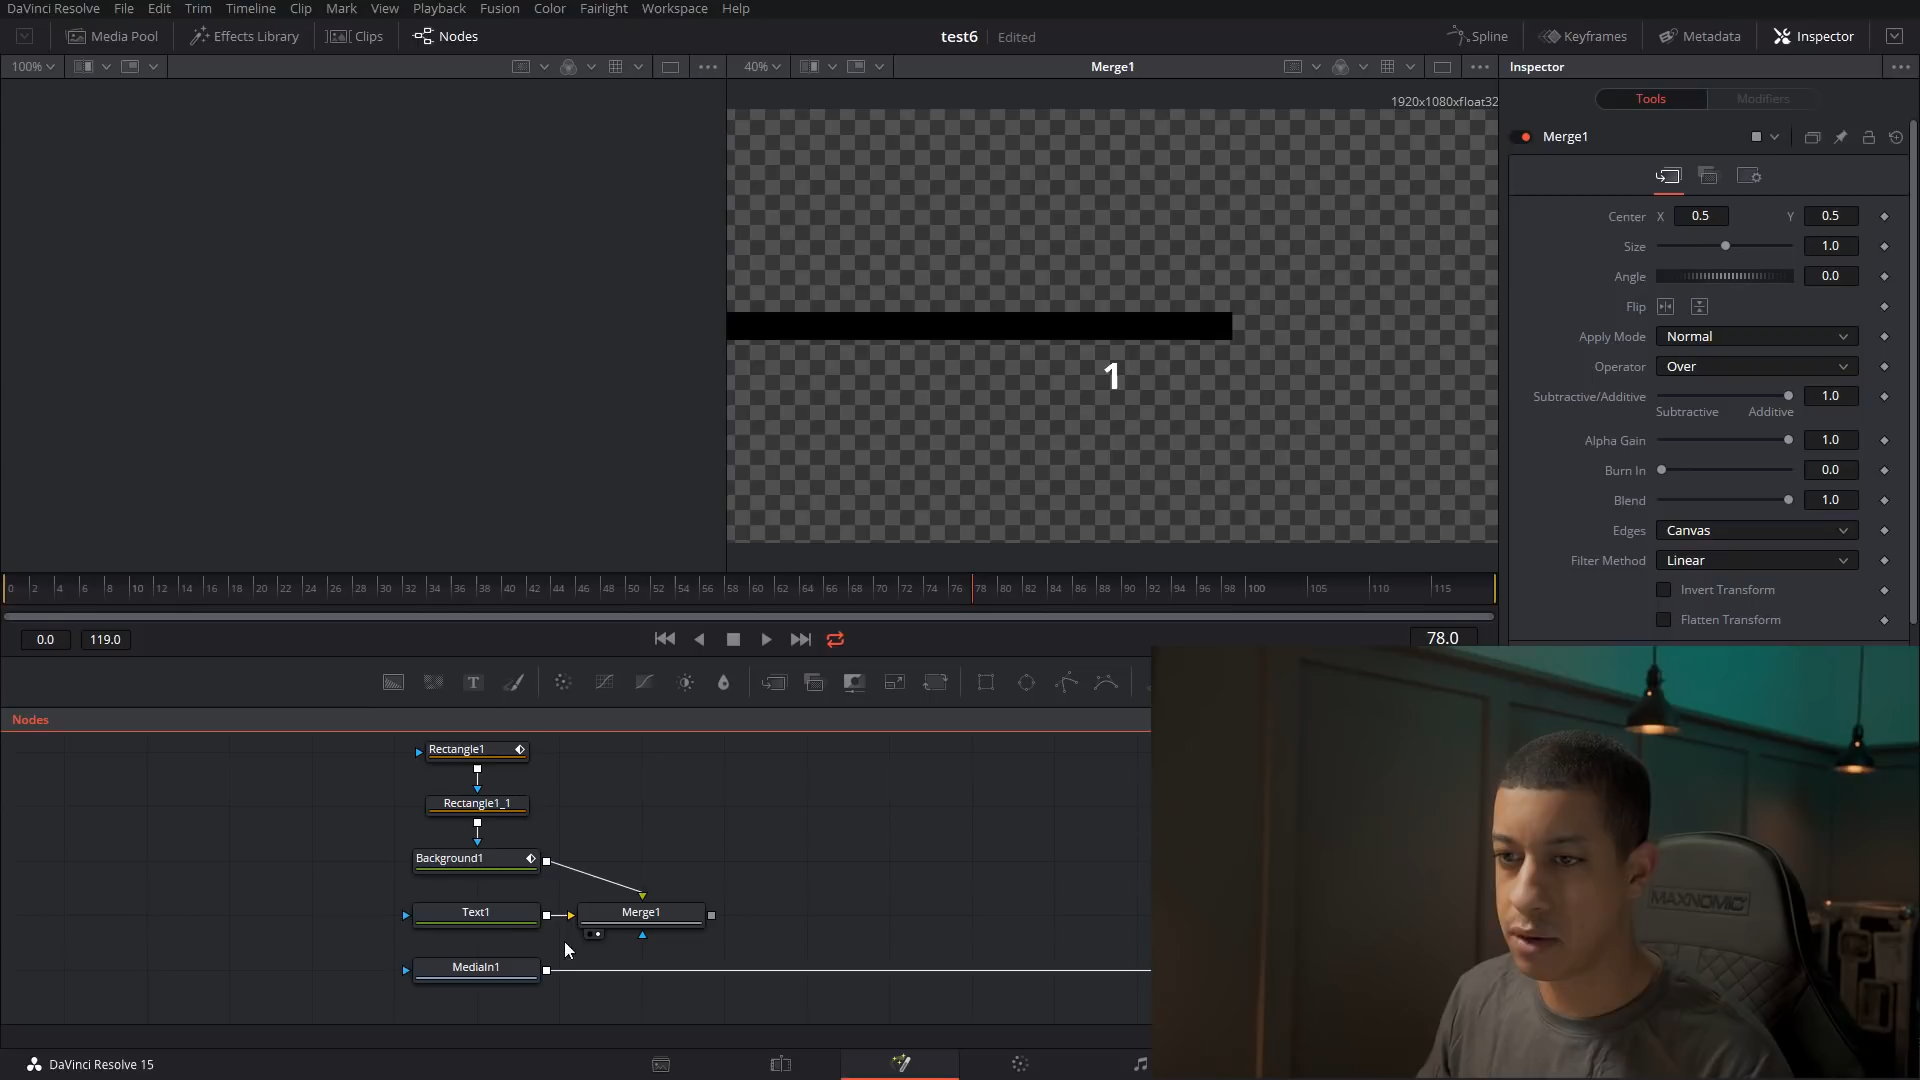 DaVinci Resolve File Edit Trim Timeline Clip Mark View Playback Fusion Color Fairlight Workspace Help
Media Pool Effects Library Clips Nodes test6 Edited Spline Keyframes Metadata Inspector
100% 40% Merge1 Inspector
1920x1080xfloat32
Tools Modifiers
Merge1
Center X 0.5 Y 0.5
Size 1.0
Angle 0.0
Flip
Apply Mode Normal
Operator Over
Subtractive/Additive 1.0
Subtractive Additive
Alpha Gain 1.0
Burn In 0.0
Blend 1.0
Edges Canvas
Filter Method Linear
Invert Transform
Flatten Transform
1
0 2 4 6 8 10 12 14 16 18 20 22 24 26 28 30 32 34 36 38 40 42 44 46 48 50 52 54 56 58 60 62 64 66 68 70 72 74 76 78 80 82 84 86 88 90 92 94 96 98 100 105 110 115
0.0 119.0 78.0
T
Nodes
Rectangle1
Rectangle1_1
Background1
Text1 Merge1
MediaIn1
MAXNOMIC
DaVinci Resolve 15